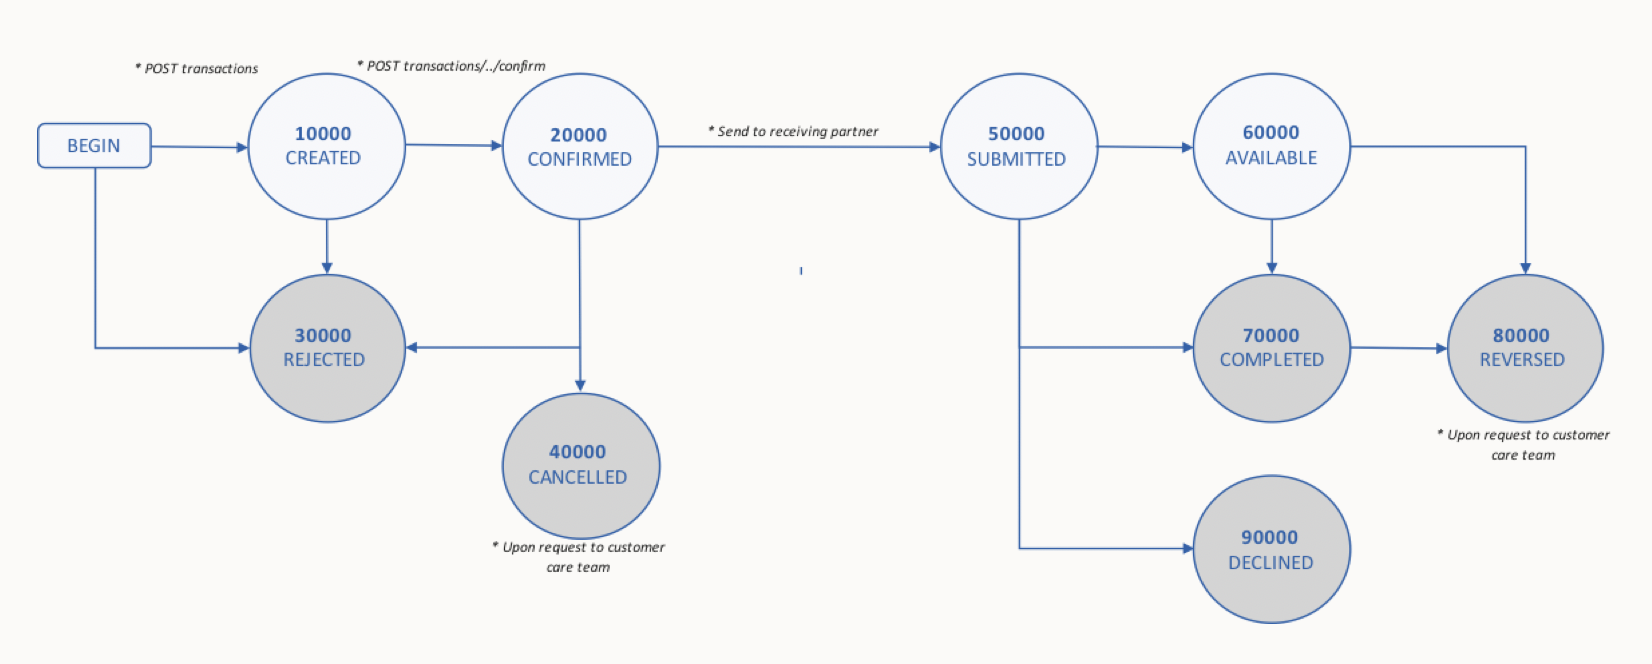 * POST transactions
* POST transactions/../confirm
BEGIN
10000
CREATED
20000
CONFIRMED
* Send to receiving partner
50000
SUBMITTED
60000
AVAILABLE
30000
REJECTED
70000
COMPLETED
80000
REVERSED
* Upon request to customer
care team
40000
CANCELLED
* Upon request to customer
care team
90000
DECLINED